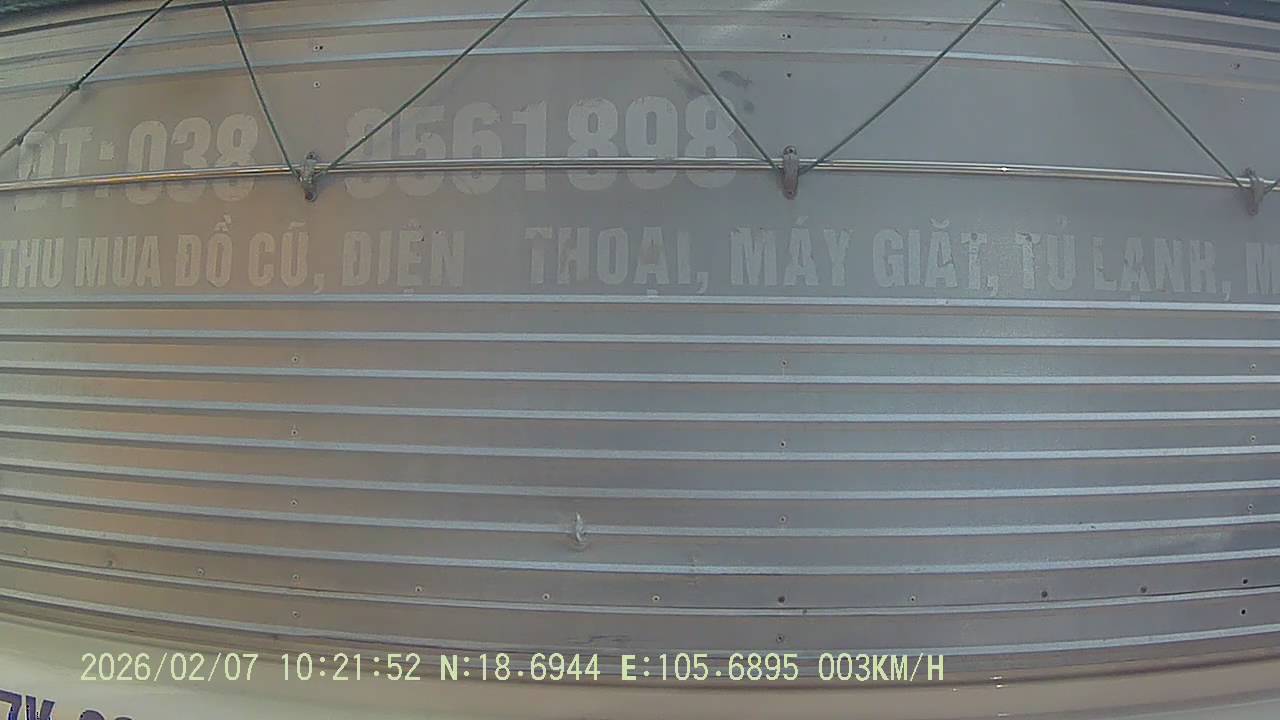 ĐT:038 9561898
THU MUA ĐỒ CŨ, ĐIỆN THOẠI, MÁY GIẶT, TỦ LẠNH, M
2026/02/07 10:21:52 N:18.6944 E:105.6895 003KM/H